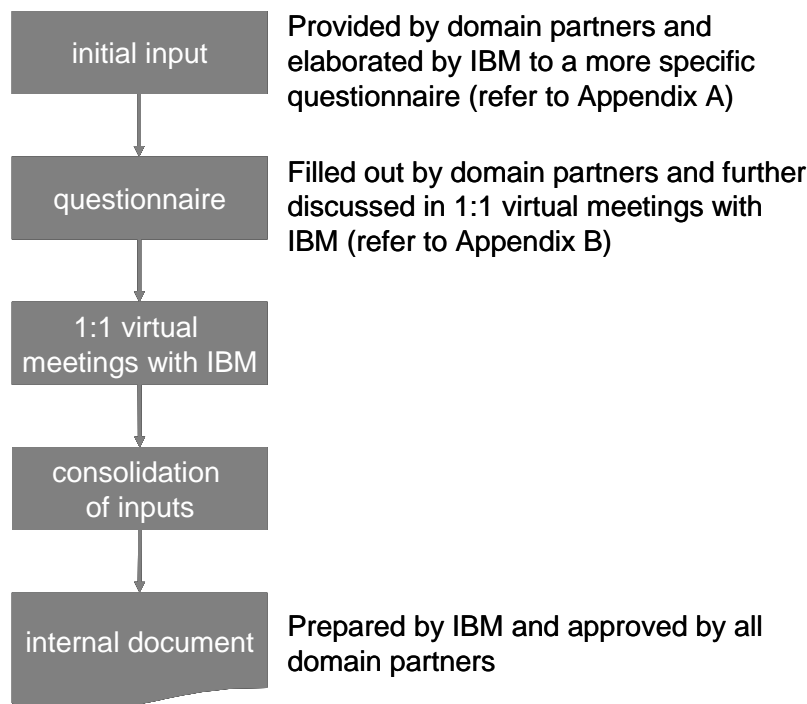 initial input
Provided by domain partners and
elaborated by IBM to a more specific
questionnaire (refer to Appendix A)
questionnaire
Filled out by domain partners and further
discussed in 1:1 virtual meetings with
IBM (refer to Appendix B)
1:1 virtual
meetings with IBM
consolidation
of inputs
internal document
Prepared by IBM and approved by all
domain partners